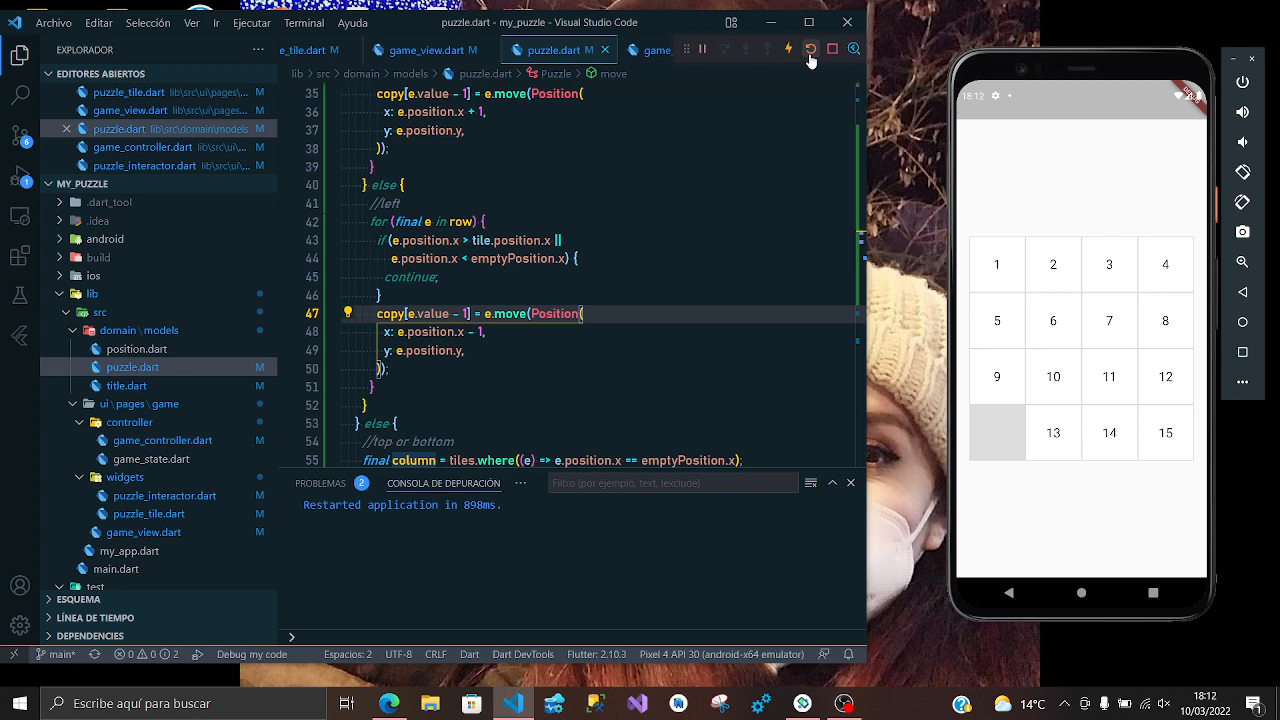 Archivo Editar Selección Ver Ir ··· puzzle.dart - my_puzzle - Visual Studio Code
EXPLORADOR ···
e_tile.dart M game_view.dart M puzzle.dart M game_
EDITORES ABIERTOS
lib > src > domain > models > puzzle.dart > Puzzle > move
puzzle_tile.dart lib\src\ui\pages\... M
game_view.dart lib\src\ui\pages\... M
puzzle.dart lib\src\domain\models M
game_controller.dart lib\src\ui\... M
puzzle_interactor.dart lib\src\u... M
MY_PUZZLE
.dart_tool
.idea
android
build
ios
lib
src
domain \ models
position.dart
puzzle.dart M
title.dart M
ui \ pages \ game
controller
game_controller.dart M
game_state.dart
widgets
puzzle_interactor.dart M
puzzle_tile.dart M
game_view.dart M
my_app.dart
main.dart
test
ESQUEMA
LÍNEA DE TIEMPO
DEPENDENCIES
6
1
35 copy[e.value - 1] = e.move(Position(
36 x: e.position.x + 1,
37 y: e.position.y,
38 ));
39 }
40 } else {
41 //left
42 for (final e in row) {
43 if (e.position.x > tile.position.x ||
44 e.position.x < emptyPosition.x) {
45 continue;
46 }
47 copy[e.value - 1] = e.move(Position(
48 x: e.position.x - 1,
49 y: e.position.y,
50 ));
51 }
52 }
53 } else {
54 //top or bottom
55 final column = tiles.where((e) => e.position.x == emptyPosition.x);
PROBLEMAS 2 CONSOLA DE DEPURACIÓN ··· Filtro (por ejemplo, text, !exclude)
Restarted application in 898ms.
main* 0 0 2 Debug my code Espacios: 2 UTF-8 CRLF Dart Dart DevTools Flutter: 2.10.3 Pixel 4 API 30 (android-x64 emulator)
18:12
1 2 3 4
5 6 7 8
9 10 11 12
13 14 15
Escribe aquí para buscar
18:12
10/03/2022